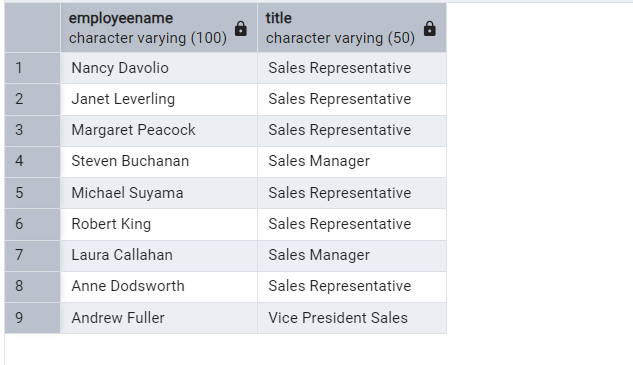 employeename title
character varying (100) character varying (50)
1 Nancy Davolio Sales Representative
2 Janet Leverling Sales Representative
3 Margaret Peacock Sales Representative
4 Steven Buchanan Sales Manager
5 Michael Suyama Sales Representative
6 Robert King Sales Representative
7 Laura Callahan Sales Manager
8 Anne Dodsworth Sales Representative
9 Andrew Fuller Vice President Sales